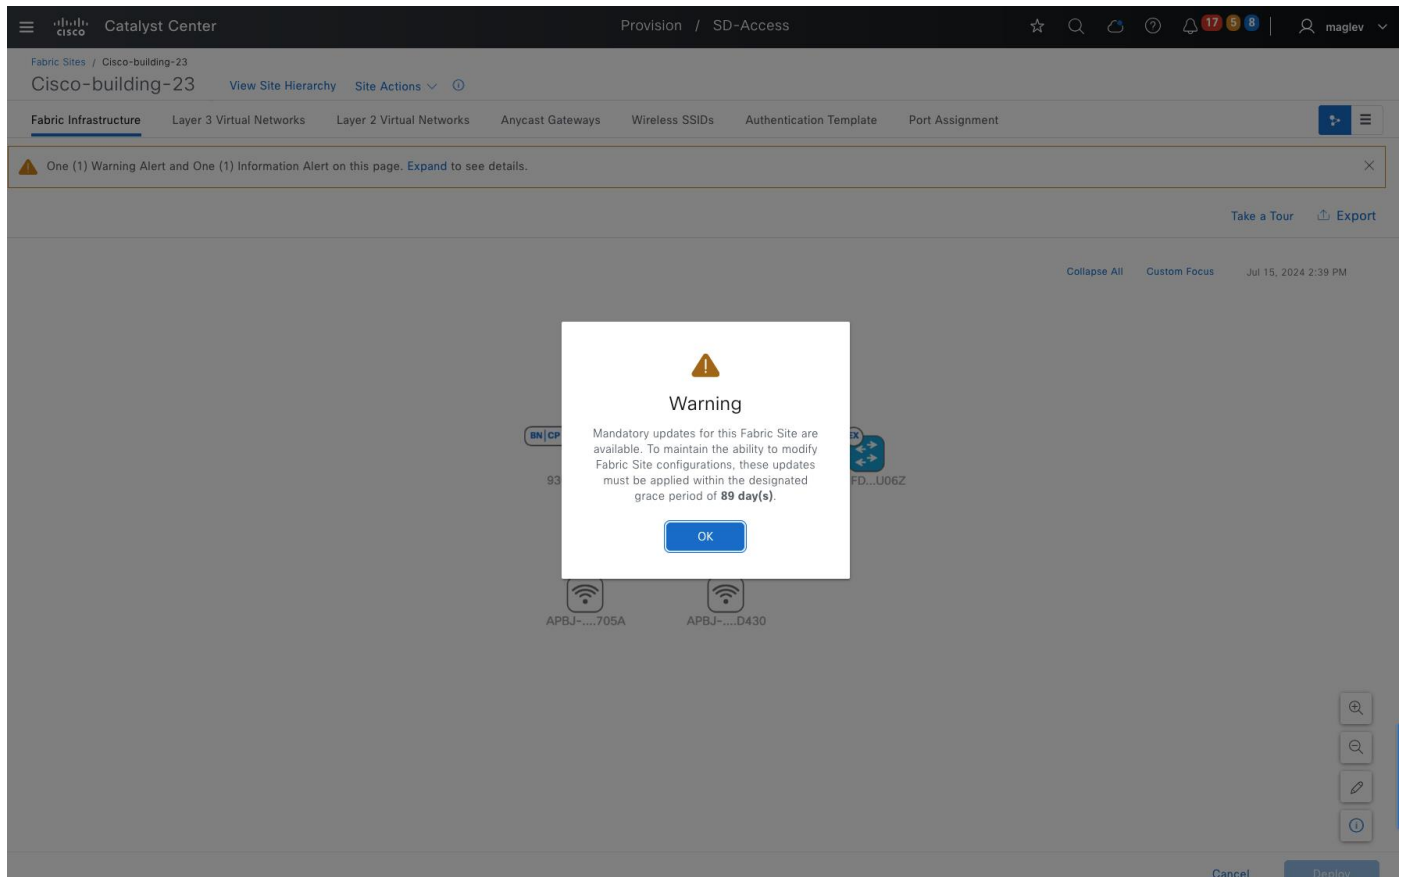 CISCO Catalyst Center Provision / SD-Access 17 5 8 maglev
Fabric Sites / Cisco-building-23
Cisco-building-23 View Site Hierarchy Site Actions
Fabric Infrastructure Layer 3 Virtual Networks Layer 2 Virtual Networks Anycast Gateways Wireless SSIDs Authentication Template Port Assignment
One (1) Warning Alert and One (1) Information Alert on this page. Expand to see details.
Take a Tour Export
Collapse All Custom Focus Jul 15, 2024 2:39 PM
Warning
Mandatory updates for this Fabric Site are
available. To maintain the ability to modify
Fabric Site configurations, these updates
must be applied within the designated
grace period of 89 day(s).
OK
BN|CP
93
FD...U06Z
APBJ-....705A APBJ-....D430
Cancel Deploy